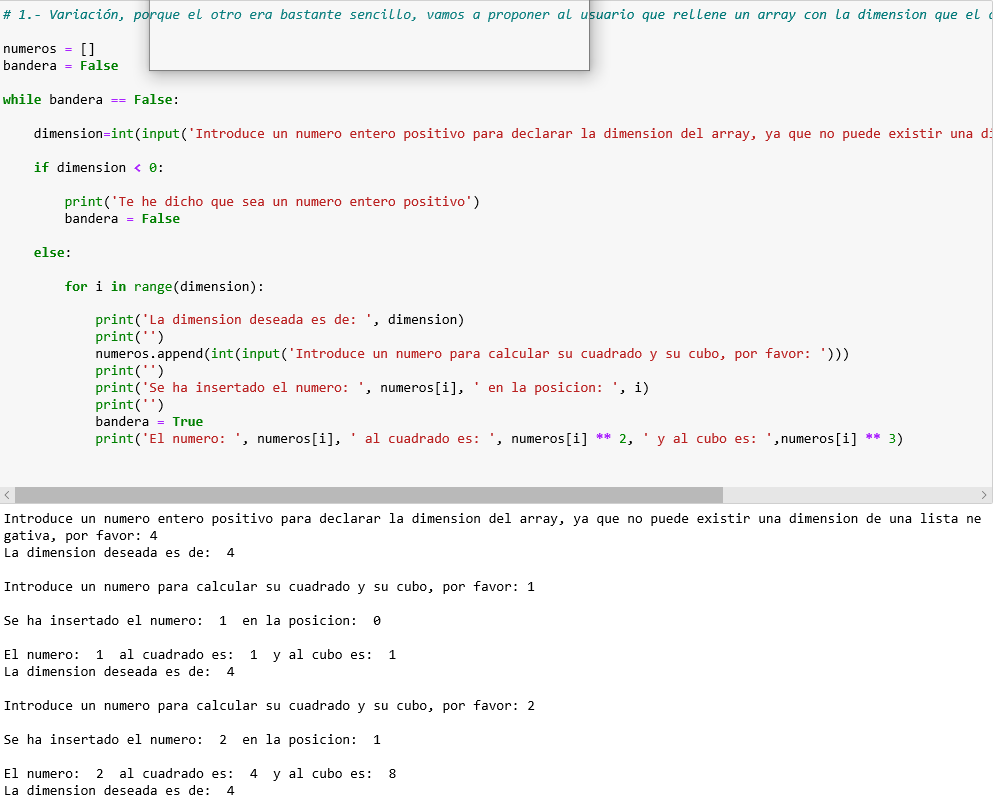 # 1.- Variación, porque el otro era bastante sencillo, vamos a proponer al usuario que rellene un array con la dimension que el
numeros = []
bandera = False
while bandera == False:
dimension=int(input('Introduce un numero entero positivo para declarar la dimension del array, ya que no puede existir una
if dimension < 0:
print('Te he dicho que sea un numero entero positivo')
bandera = False
else:
for i in range(dimension):
print('La dimension deseada es de: ', dimension)
print('')
numeros.append(int(input('Introduce un numero para calcular su cuadrado y su cubo, por favor: ')))
print('')
print('Se ha insertado el numero: ', numeros[i], ' en la posicion: ', i)
print('')
bandera = True
print('El numero: ', numeros[i], ' al cuadrado es: ', numeros[i] ** 2, ' y al cubo es: ',numeros[i] ** 3)
Introduce un numero entero positivo para declarar la dimension del array, ya que no puede existir una dimension de una lista ne
gativa, por favor: 4
La dimension deseada es de:  4
Introduce un numero para calcular su cuadrado y su cubo, por favor: 1
Se ha insertado el numero:  1  en la posicion:  0
El numero:  1  al cuadrado es:  1  y al cubo es:  1
La dimension deseada es de:  4
Introduce un numero para calcular su cuadrado y su cubo, por favor: 2
Se ha insertado el numero:  2  en la posicion:  1
El numero:  2  al cuadrado es:  4  y al cubo es:  8
La dimension deseada es de:  4